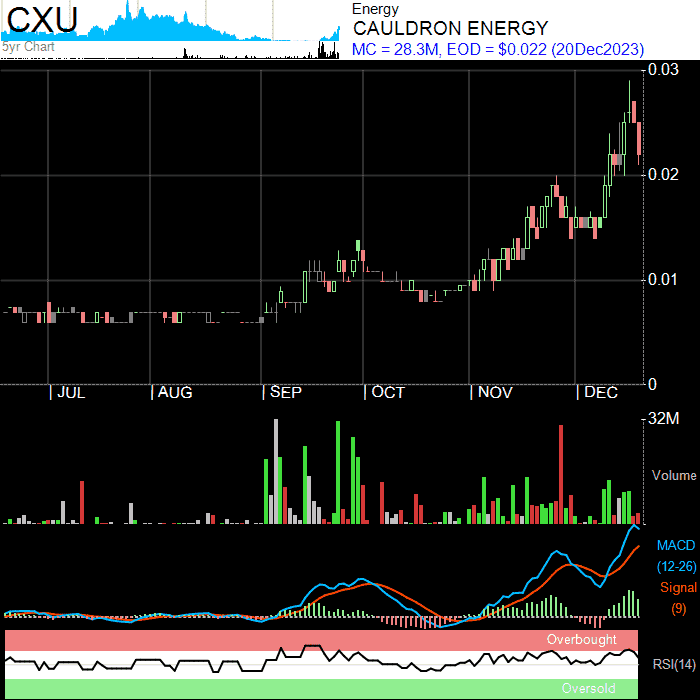 CXU
5yr Chart
Energy
CAULDRON ENERGY
MC = 28.3M, EOD = $0.022 (20Dec2023)
0.03
0.02
0.01
0
JUL AUG SEP OCT NOV DEC
32M
Volume
MACD
(12-26)
Signal
(9)
Overbought
RSI(14)
Oversold